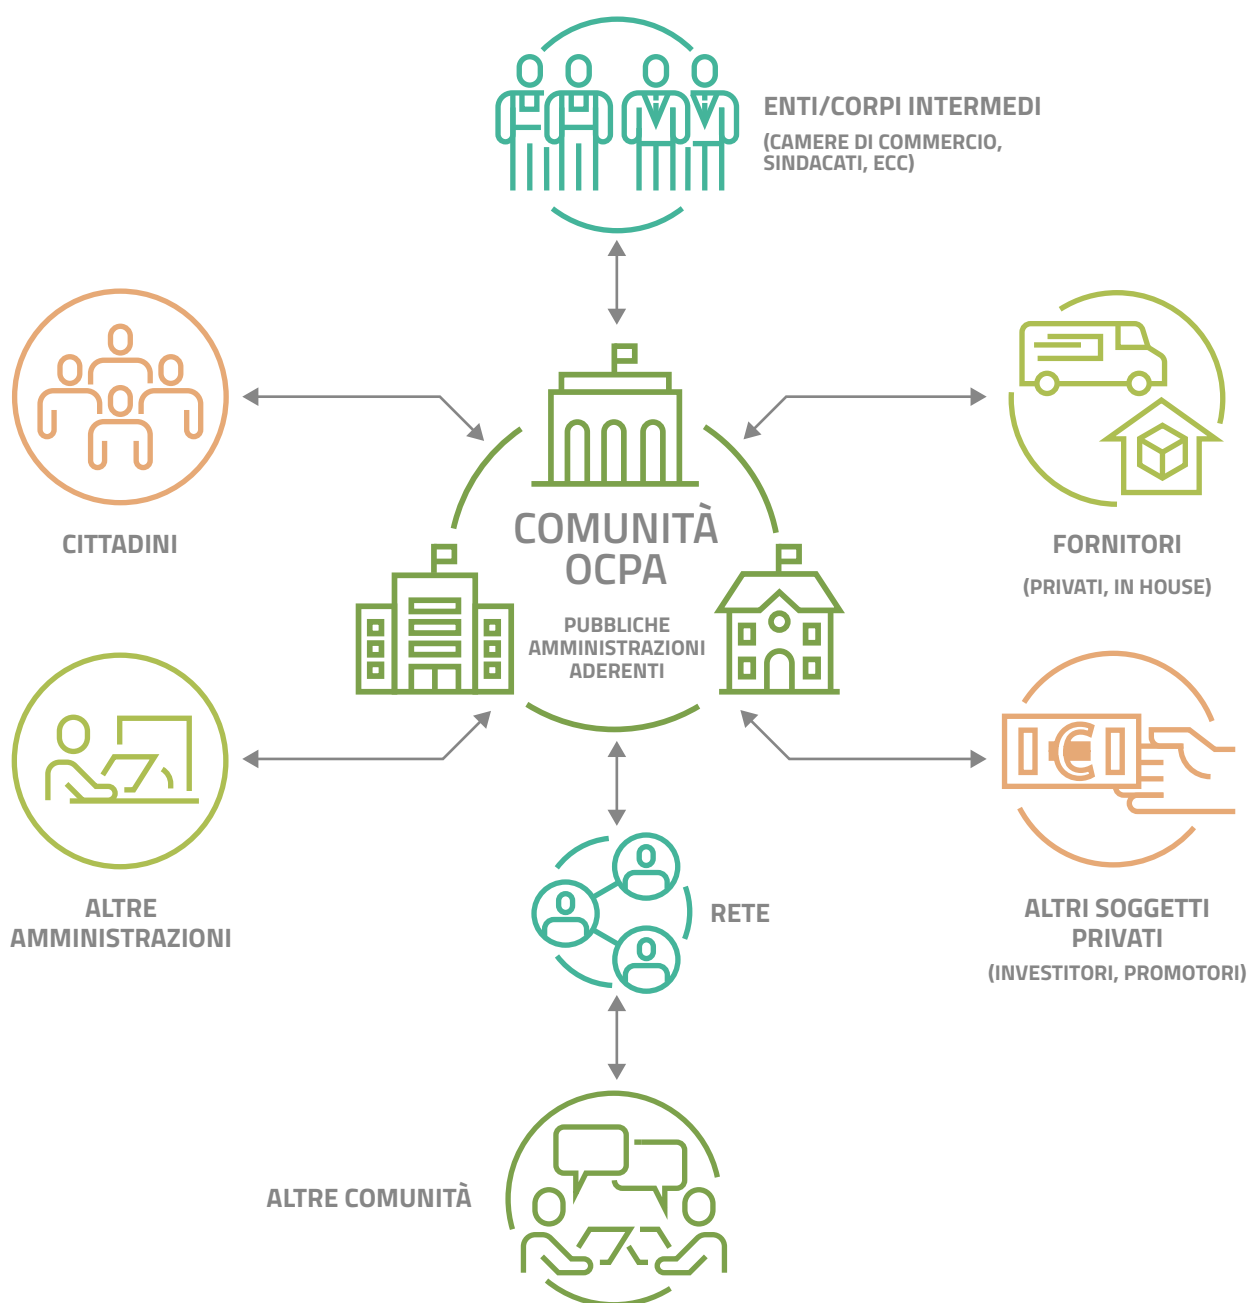 ENTI/CORPI INTERMEDI
(CAMERE DI COMMERCIO,
SINDACATI, ECC)
CITTADINI
COMUNITÀ
OCPA
PUBBLICHE
AMMINISTRAZIONI
ADERENTI
FORNITORI
(PRIVATI, IN HOUSE)
ALTRE
AMMINISTRAZIONI
RETE
ALTRI SOGGETTI
PRIVATI
(INVESTITORI, PROMOTORI)
ALTRE COMUNITÀ